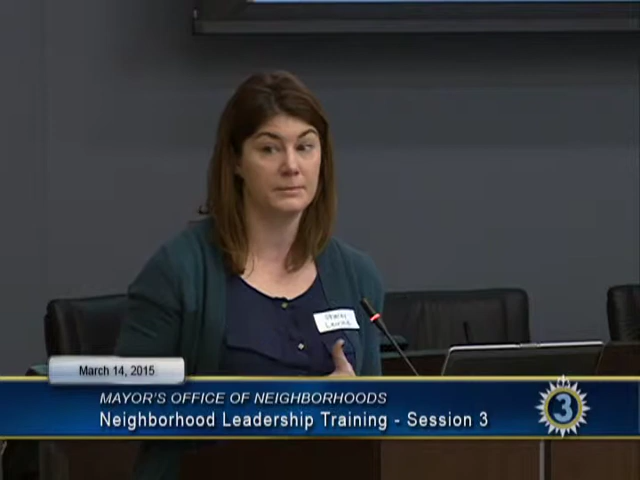 March 14, 2015
MAYOR'S OFFICE OF NEIGHBORHOODS
Neighborhood Leadership Training - Session 3
3